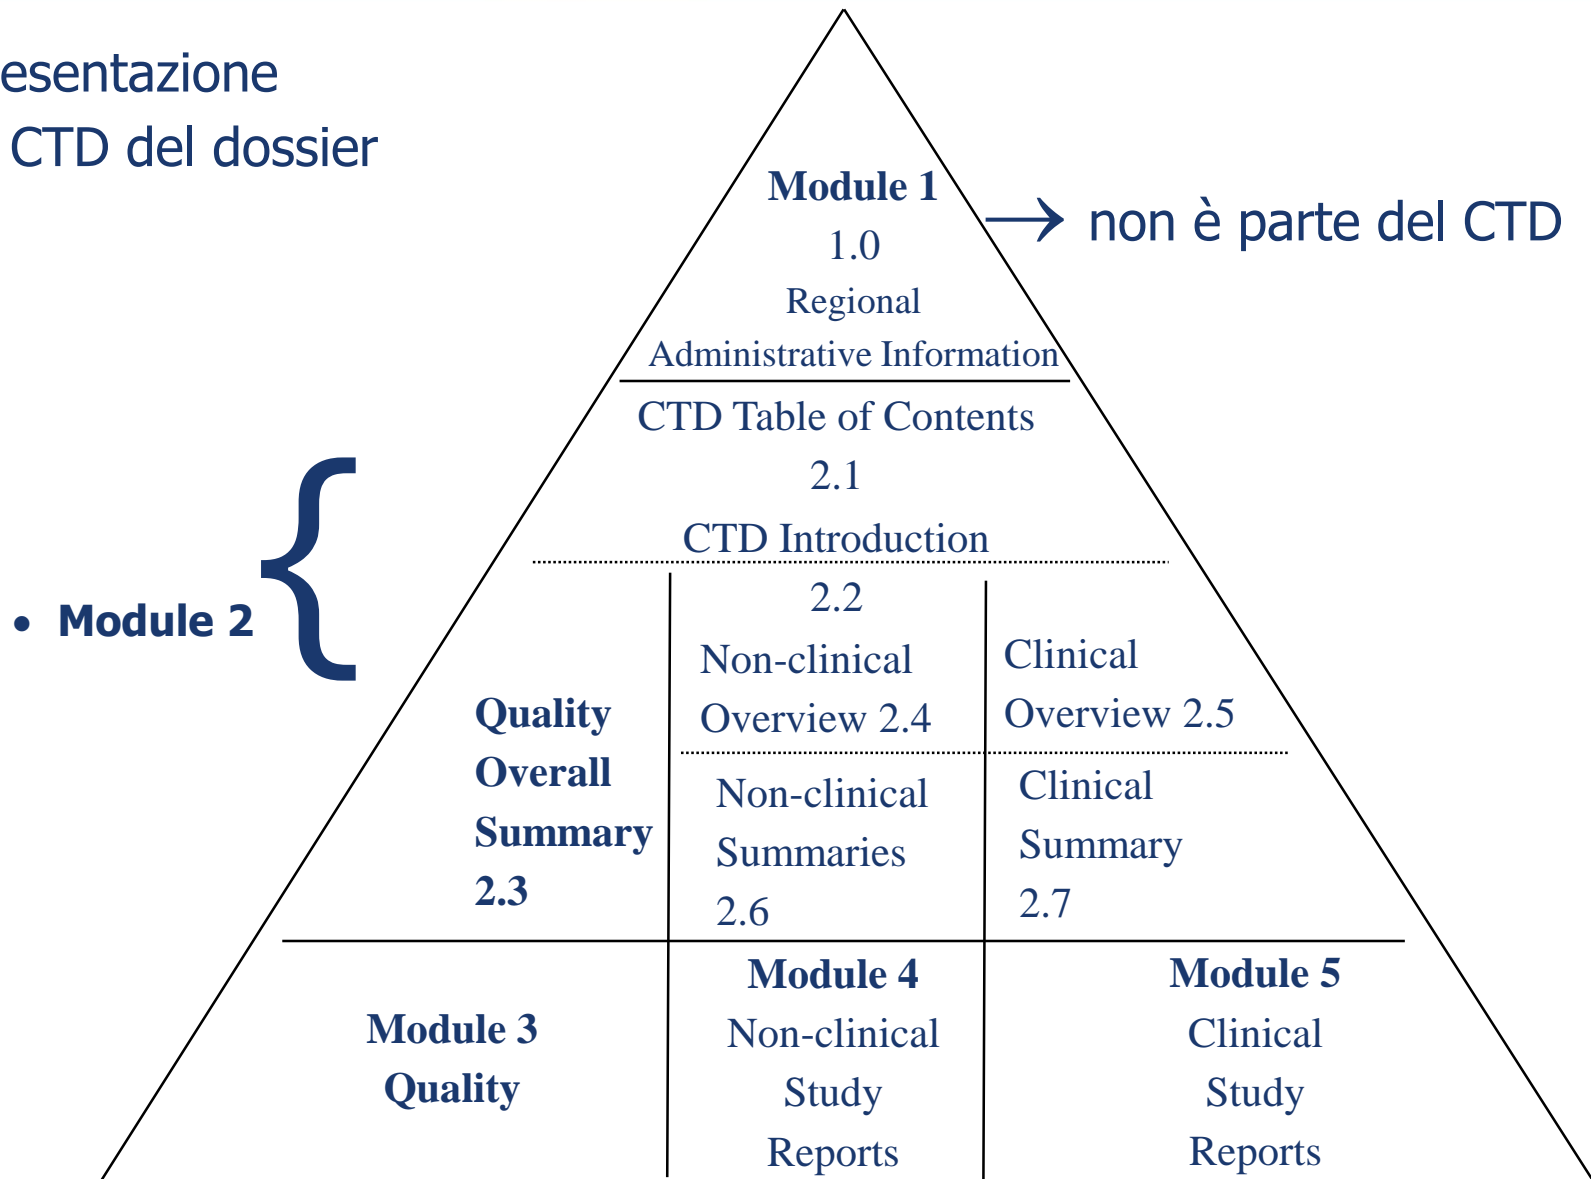 esentazione
CTD del dossier
Module 1
1.0
Regional
Administrative Information
→ non è parte del CTD
CTD Table of Contents
2.1
CTD Introduction
2.2
• Module 2 {
Quality
Overall
Summary
2.3
Non-clinical
Overview 2.4
Clinical
Overview 2.5
Non-clinical
Summaries
2.6
Clinical
Summary
2.7
Module 3
Quality
Module 4
Non-clinical
Study
Reports
Module 5
Clinical
Study
Reports